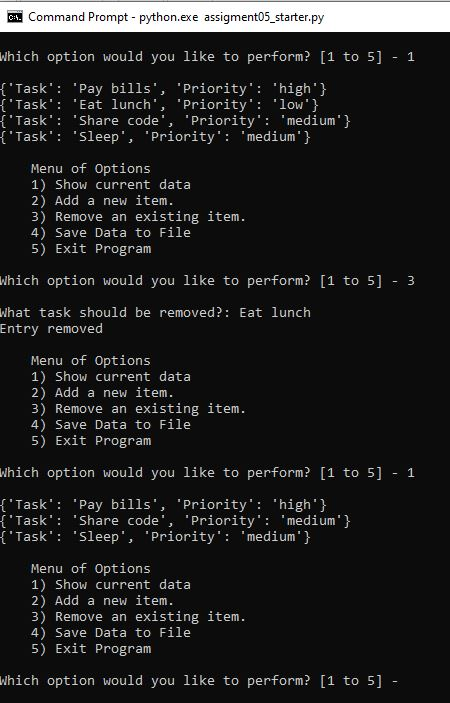 Command Prompt - python.exe assigment05_starter.py
Which option would you like to perform? [1 to 5] - 1
{'Task': 'Pay bills', 'Priority': 'high'}
{'Task': 'Eat lunch', 'Priority': 'low'}
{'Task': 'Share code', 'Priority': 'medium'}
{'Task': 'Sleep', 'Priority': 'medium'}
Menu of Options
1) Show current data
2) Add a new item.
3) Remove an existing item.
4) Save Data to File
5) Exit Program
Which option would you like to perform? [1 to 5] - 3
What task should be removed?: Eat lunch
Entry removed
Menu of Options
1) Show current data
2) Add a new item.
3) Remove an existing item.
4) Save Data to File
5) Exit Program
Which option would you like to perform? [1 to 5] - 1
{'Task': 'Pay bills', 'Priority': 'high'}
{'Task': 'Share code', 'Priority': 'medium'}
{'Task': 'Sleep', 'Priority': 'medium'}
Menu of Options
1) Show current data
2) Add a new item.
3) Remove an existing item.
4) Save Data to File
5) Exit Program
Which option would you like to perform? [1 to 5] -